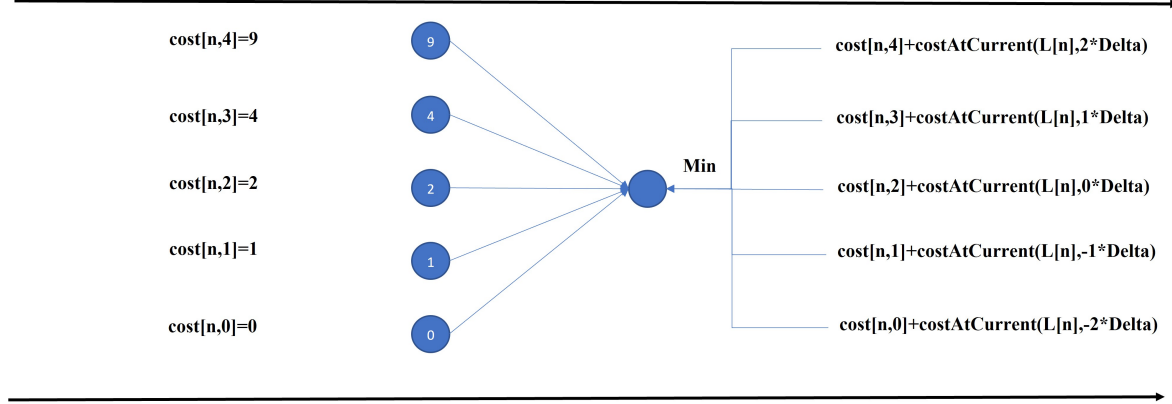 cost[n,4]=9
9
cost[n,4]+costAtCurrent(L[n],2*Delta)
cost[n,3]=4
4
cost[n,3]+costAtCurrent(L[n],1*Delta)
Min
cost[n,2]=2
2
cost[n,2]+costAtCurrent(L[n],0*Delta)
cost[n,1]=1
1
cost[n,1]+costAtCurrent(L[n],-1*Delta)
cost[n,0]=0
0
cost[n,0]+costAtCurrent(L[n],-2*Delta)